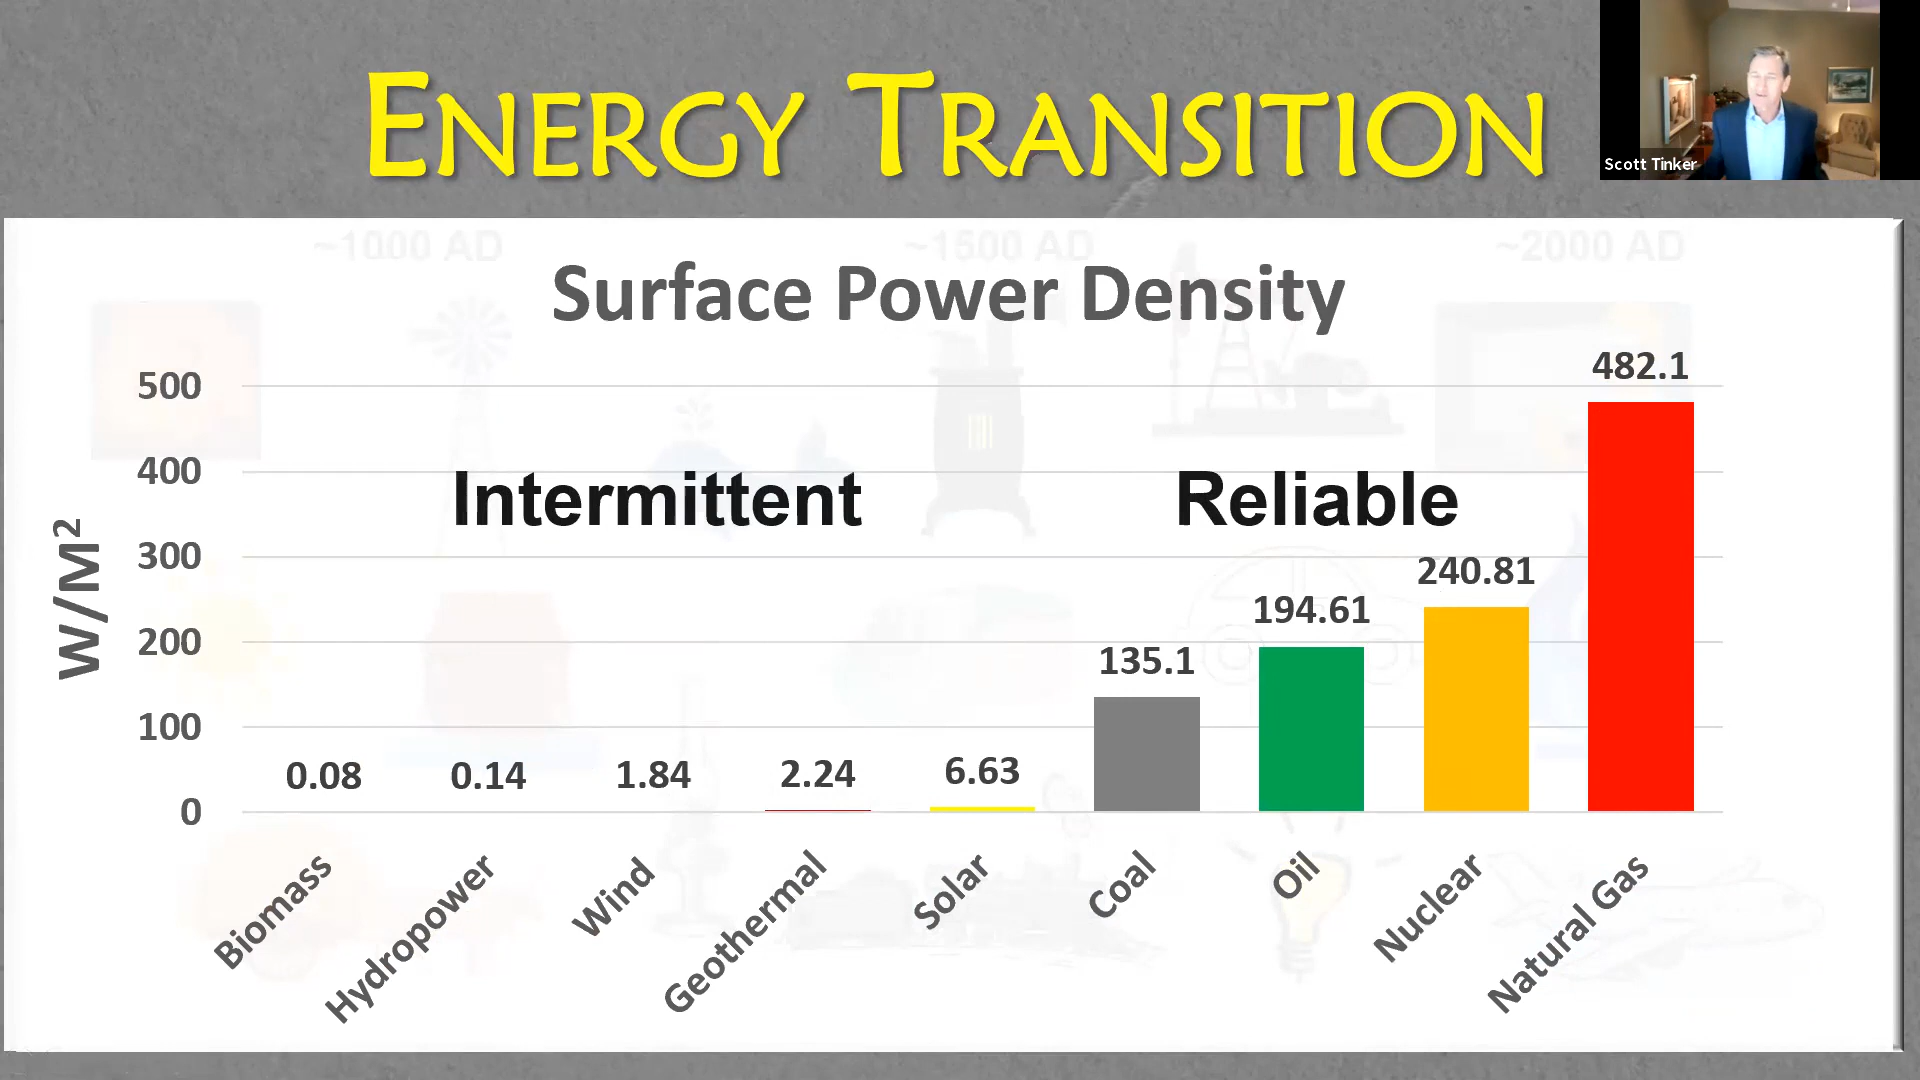 ENERGY TRANSITION
Scott Tinker
~1000 AD
~1500 AD
~2000 AD
Surface Power Density
W/M²
500
400
300
200
100
0
Intermittent
Reliable
0.08
0.14
1.84
2.24
6.63
135.1
194.61
240.81
482.1
Biomass
Hydropower
Wind
Geothermal
Solar
Coal
Oil
Nuclear
Natural Gas